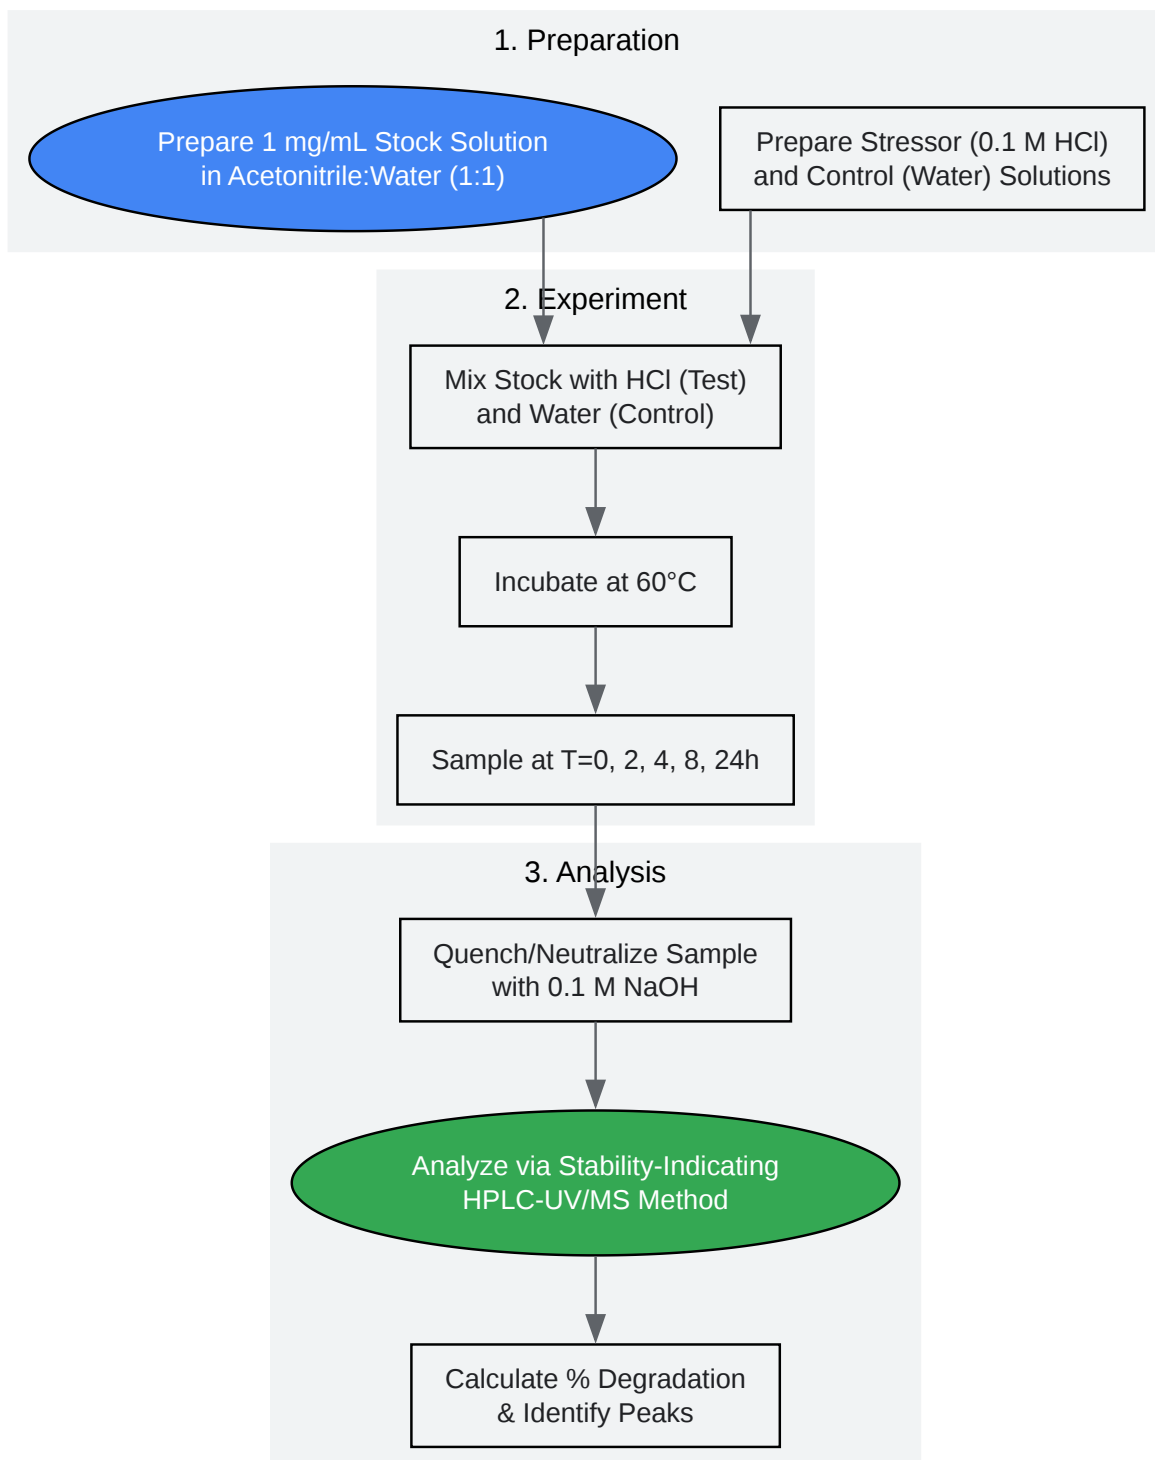 1. Preparation
Prepare 1 mg/mL Stock Solution
in Acetonitrile:Water (1:1)
Prepare Stressor (0.1 M HCl)
and Control (Water) Solutions
2. Experiment
Mix Stock with HCl (Test)
and Water (Control)
Incubate at 60°C
Sample at T=0, 2, 4, 8, 24h
3. Analysis
Quench/Neutralize Sample
with 0.1 M NaOH
Analyze via Stability-Indicating
HPLC-UV/MS Method
Calculate % Degradation
& Identify Peaks